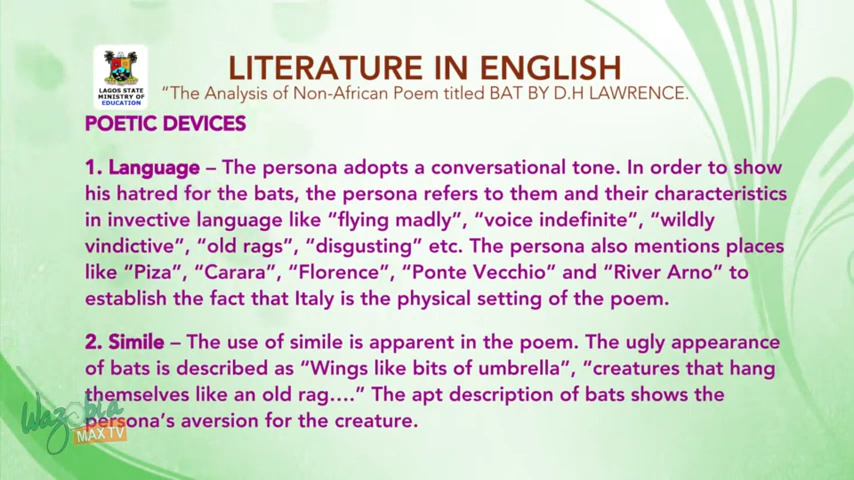 LAGOS STATE
MINISTRY OF
EDUCATION
LITERATURE IN ENGLISH
“The Analysis of Non-African Poem titled BAT BY D.H LAWRENCE.
POETIC DEVICES
1. Language – The persona adopts a conversational tone. In order to show
his hatred for the bats, the persona refers to them and their characteristics
in invective language like “flying madly”, “voice indefinite”, “wildly
vindictive”, “old rags”, “disgusting” etc. The persona also mentions places
like “Piza”, “Carara”, “Florence”, “Ponte Vecchio” and “River Arno” to
establish the fact that Italy is the physical setting of the poem.
2. Simile – The use of simile is apparent in the poem. The ugly appearance
of bats is described as “Wings like bits of umbrella”, “creatures that hang
themselves like an old rag....” The apt description of bats shows the
persona’s aversion for the creature.
Wazobia
MAX TV